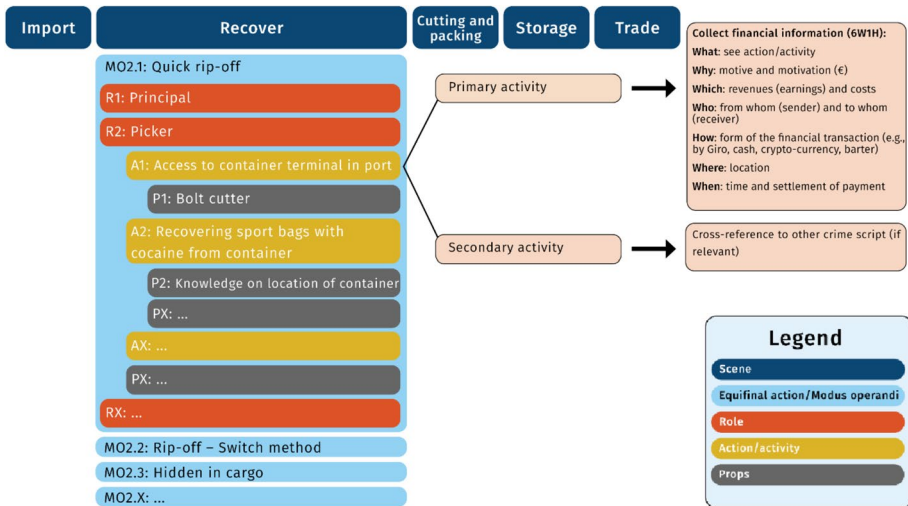 Import
Recover
Cutting and
packing
Storage
Trade
MO2.1: Quick rip-off
R1: Principal
R2: Picker
A1: Access to container terminal in port
P1: Bolt cutter
A2: Recovering sport bags with
cocaine from container
P2: Knowledge on location of container
PX: ...
AX: ...
PX: ...
RX: ...
MO2.2: Rip-off – Switch method
MO2.3: Hidden in cargo
MO2.X: ...
Primary activity
Secondary activity
Collect financial information (6W1H):
What: see action/activity
Why: motive and motivation (€)
Which: revenues (earnings) and costs
Who: from whom (sender) and to whom
(receiver)
How: form of the financial transaction (e.g.,
by Giro, cash, crypto-currency, barter)
Where: location
When: time and settlement of payment
Cross-reference to other crime script (if
relevant)
Legend
Scene
Equifinal action/Modus operandi
Role
Action/activity
Props